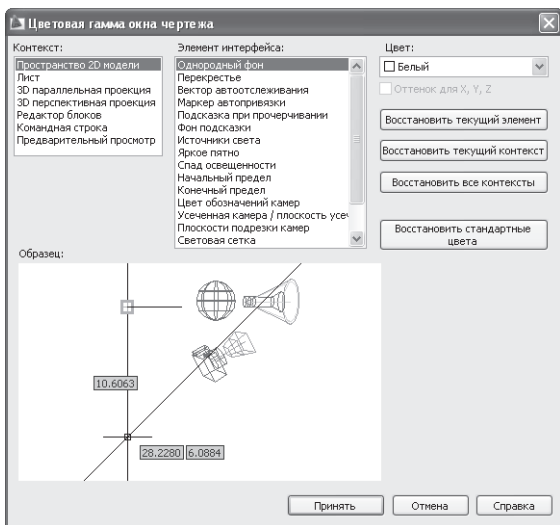 Цветовая гамма окна чертежа
Контекст:
Пространство 2D модели
Лист
3D параллельная проекция
3D перспективная проекция
Редактор блоков
Командная строка
Предварительный просмотр
Элемент интерфейса:
Однородный фон
Перекрестье
Вектор автоотслеживания
Маркер автопривязки
Подсказка при прочерчивании
Фон подсказки
Источники света
Яркое пятно
Спад освещенности
Начальный предел
Конечный предел
Цвет обозначений камер
Усеченная камера / плоскость усеч
Плоскости подрезки камер
Световая сетка
Цвет:
Белый
Оттенок для X, Y, Z
Восстановить текущий элемент
Восстановить текущий контекст
Восстановить все контексты
Восстановить стандартные
цвета
Образец:
10.6063
28.2280 6.0884
Принять Отмена Справка